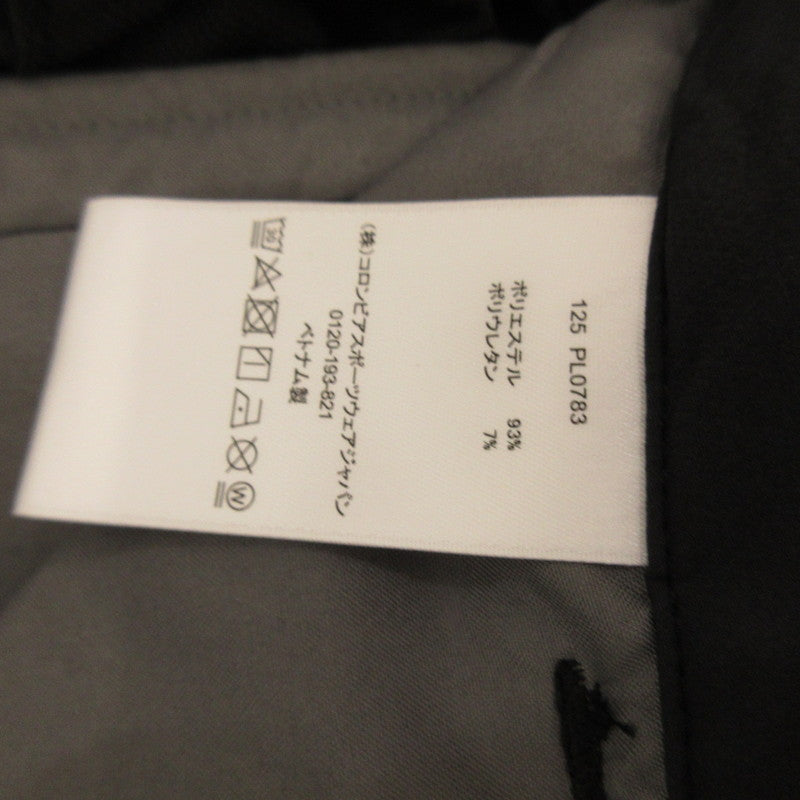 125 PL0783
ポリエステル 93%
ポリウレタン 7%
(株)コロンビアスポーツウェアジャパン
0120-193-821
ベトナム製
30
W